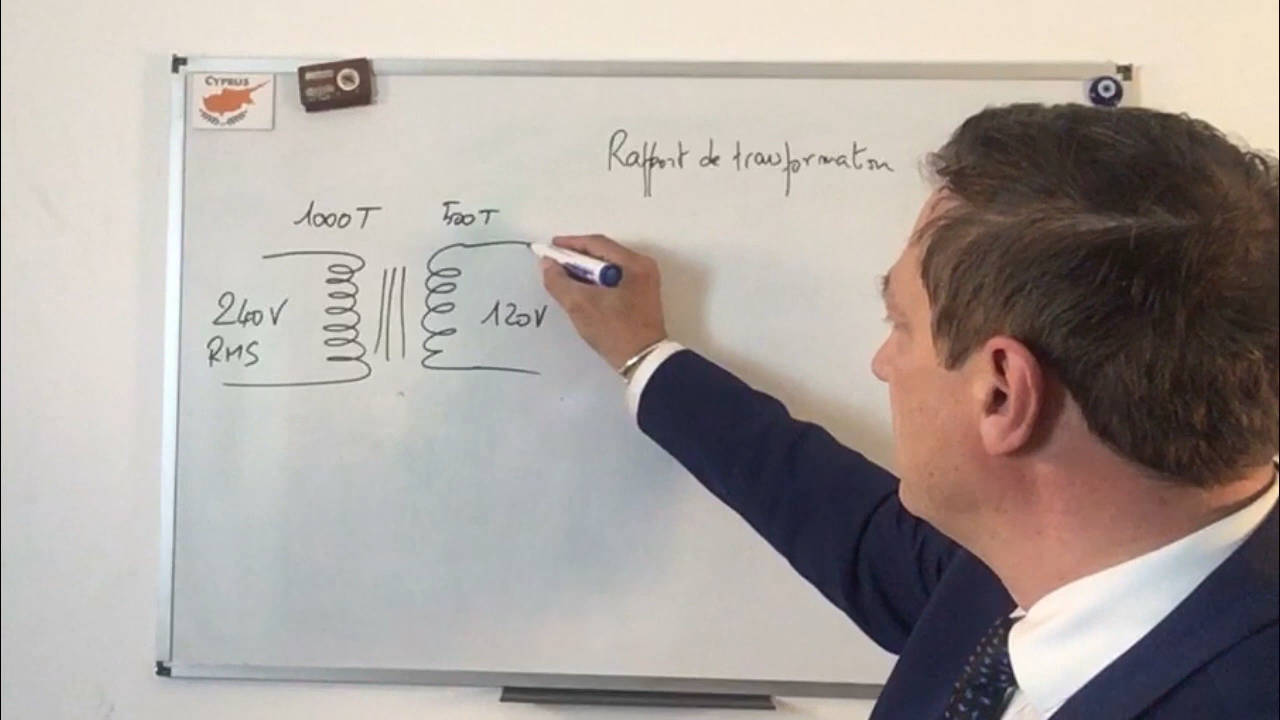 CYPRUS
Rapport de transformation
1000T
500T
240V
RMS
120V